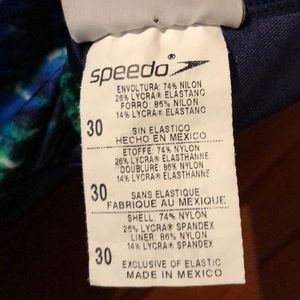 speedo
ENVOLTURA: 74% NILON
26% LYCRA® ELASTANO
FORRO: 86% NILON
14% LYCRA® ELASTANO
30
SIN ELASTICO
HECHO EN MEXICO
ETOFFE: 74% NYLON
26% LYCRA® ELASTHANNE
DOUBLURE: 86% NYLON
14% LYCRA® ELASTHANNE
30
SANS ELASTIQUE
FABRIQUE AU MEXIQUE
SHELL: 74% NYLON
26% LYCRA® SPANDEX
LINER: 86% NYLON
14% LYCRA® SPANDEX
30
EXCLUSIVE OF ELASTIC
MADE IN MEXICO